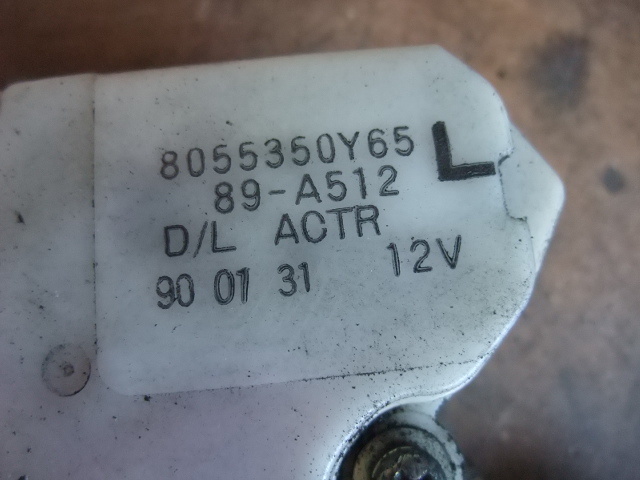 8055350Y65 L
89-A512
D/L ACTR
90 01 31 12V